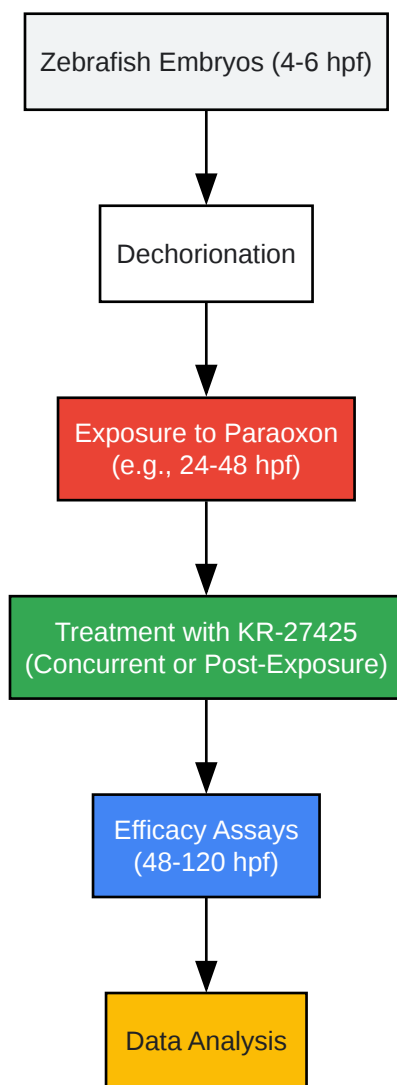 Zebrafish Embryos (4-6 hpf)
Dechorionation
Exposure to Paraoxon
(e.g., 24-48 hpf)
Treatment with KR-27425
(Concurrent or Post-Exposure)
Efficacy Assays
(48-120 hpf)
Data Analysis